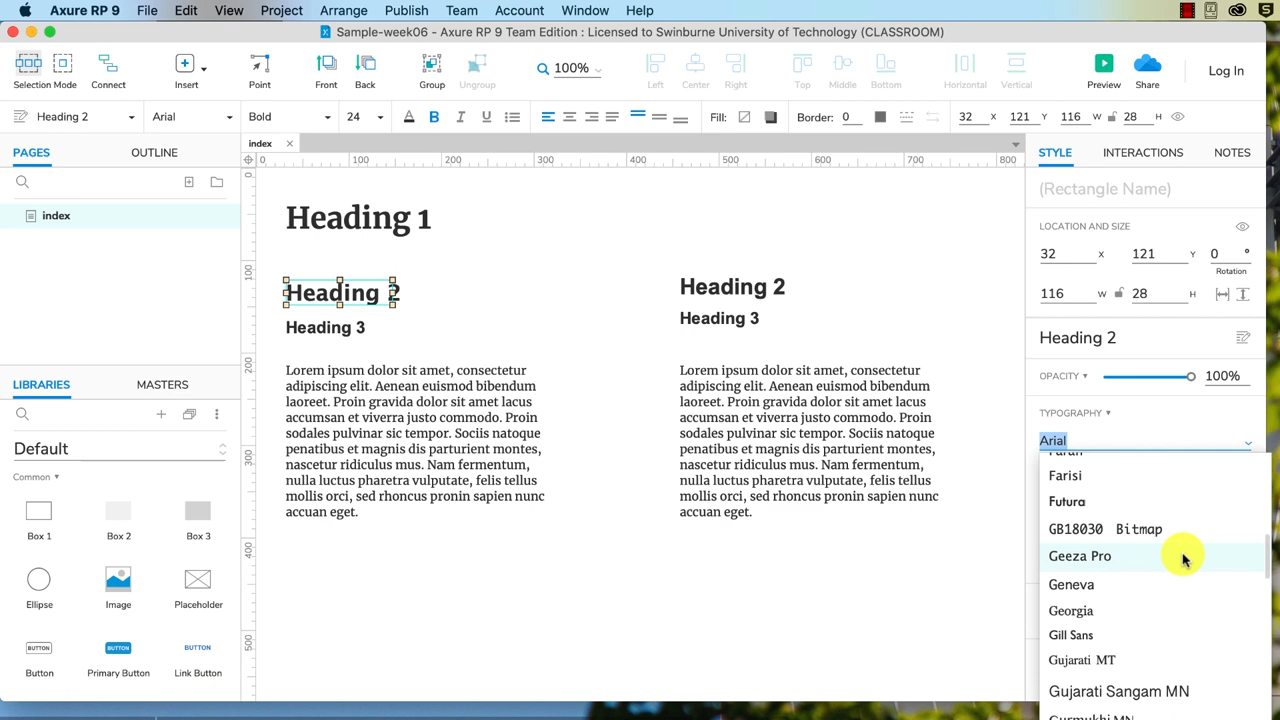 Axure RP 9 File Edit View Project Arrange Publish Team Account Window Help
Sample-week06 - Axure RP 9 Team Edition : Licensed to Swinburne University of Technology (CLASSROOM)
100%
Selection Mode Connect Insert Point Front Back Group Ungroup Left Center Right Top Middle Bottom Horizontal Vertical Preview Share Log In
Heading 2 Arial Bold 24 A B I U Fill: Border: 0 32 X 121 Y 116 W 28 H
PAGES OUTLINE index STYLE INTERACTIONS NOTES
0 100 200 300 400 500 600 700 800
index
(Rectangle Name)
LOCATION AND SIZE
32 X 121 Y 0 °
Rotation
116 W 28 H
Heading 2
OPACITY 100%
TYPOGRAPHY
Arial
Farah
Farisi
Futura
GB18030 Bitmap
Geeza Pro
Geneva
Georgia
Gill Sans
Gujarati MT
Gujarati Sangam MN
Gurmukhi MN
0
100
200
300
400
500
Heading 1
Heading 2
Heading 3
Lorem ipsum dolor sit amet, consectetur
adipiscing elit. Aenean euismod bibendum
laoreet. Proin gravida dolor sit amet lacus
accumsan et viverra justo commodo. Proin
sodales pulvinar sic tempor. Sociis natoque
penatibus et magnis dis parturient montes,
nascetur ridiculus mus. Nam fermentum,
nulla luctus pharetra vulputate, felis tellus
mollis orci, sed rhoncus pronin sapien nunc
accuan eget.
Heading 2
Heading 3
Lorem ipsum dolor sit amet, consectetur
adipiscing elit. Aenean euismod bibendum
laoreet. Proin gravida dolor sit amet lacus
accumsan et viverra justo commodo. Proin
sodales pulvinar sic tempor. Sociis natoque
penatibus et magnis dis parturient montes,
nascetur ridiculus mus. Nam fermentum,
nulla luctus pharetra vulputate, felis tellus
mollis orci, sed rhoncus pronin sapien nunc
accuan eget.
LIBRARIES MASTERS
Default
Common
Box 1 Box 2 Box 3
Ellipse Image Placeholder
BUTTON BUTTON BUTTON
Button Primary Button Link Button